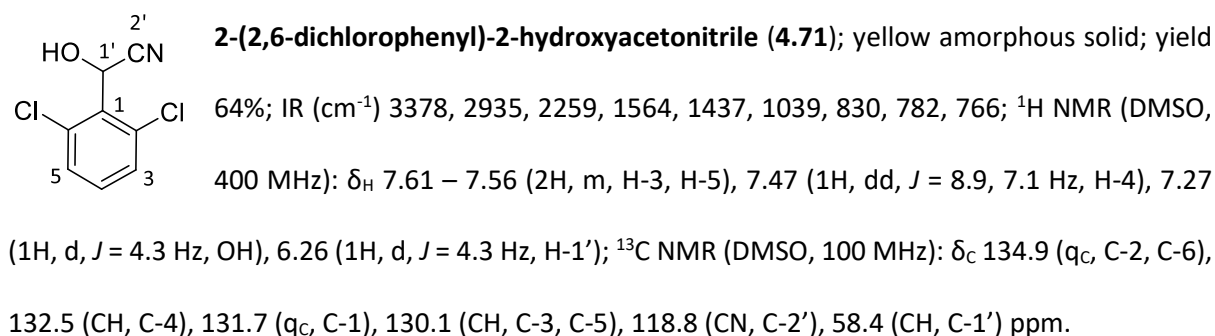 2'
HO 1' CN
Cl 1 Cl
5 3
2-(2,6-dichlorophenyl)-2-hydroxyacetonitrile (4.71); yellow amorphous solid; yield
64%; IR (cm⁻¹) 3378, 2935, 2259, 1564, 1437, 1039, 830, 782, 766; ¹H NMR (DMSO,
400 MHz): δH 7.61 – 7.56 (2H, m, H-3, H-5), 7.47 (1H, dd, J = 8.9, 7.1 Hz, H-4), 7.27
(1H, d, J = 4.3 Hz, OH), 6.26 (1H, d, J = 4.3 Hz, H-1’); ¹³C NMR (DMSO, 100 MHz): δC 134.9 (qC, C-2, C-6),
132.5 (CH, C-4), 131.7 (qC, C-1), 130.1 (CH, C-3, C-5), 118.8 (CN, C-2’), 58.4 (CH, C-1’) ppm.